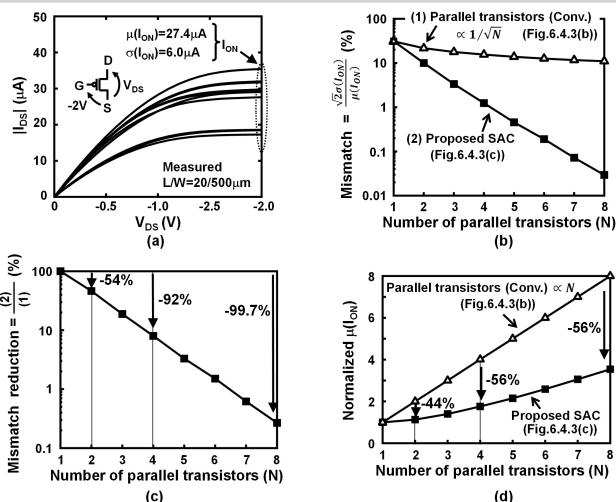 50
40
30
20
10
0
|IDS| (μA)
μ(ION)=27.4μA
σ(ION)=6.0μA
ION
D
G
S
-2V
VDS
Measured
L/W=20/500μm
0 -0.5 -1.0 -2.5 -2.0
VDS (V)
(a)
100
10
1
0.1
0.01
Mismatch = √2σ(ION)/μ(ION) (%)
(1) Parallel transistors (Conv.)
∝ 1/√N (Fig.6.4.3(b))
(2) Proposed SAC
(Fig.6.4.3(c))
1 2 3 4 5 6 7 8
Number of parallel transistors (N)
(b)
100
10
1
0.1
Mismatch reduction = (2)/(1) (%)
-54%
-92%
-99.7%
1 2 3 4 5 6 7 8
Number of parallel transistors (N)
(c)
8
6
4
2
0
Normalized μ(ION)
Parallel transistors (Conv.) ∝ N
(Fig.6.4.3(b))
-44%
-56%
-56%
Proposed SAC
(Fig.6.4.3(c))
1 2 3 4 5 6 7 8
Number of parallel transistors (N)
(d)